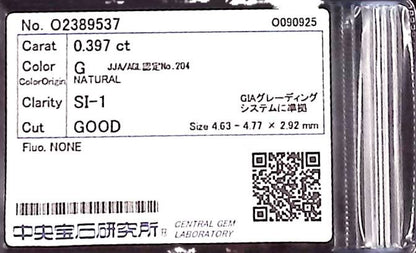 No. O2389537 O090925
Carat 0.397 ct
Color G JJA/AGL認定No.204
ColorOrigin NATURAL
Clarity SI-1 GIAグレーディング
システムに準拠
Cut GOOD Size 4.63 - 4.77 × 2.92 mm
Fluo. NONE
中央宝石研究所 CENTRAL GEM
LABORATORY